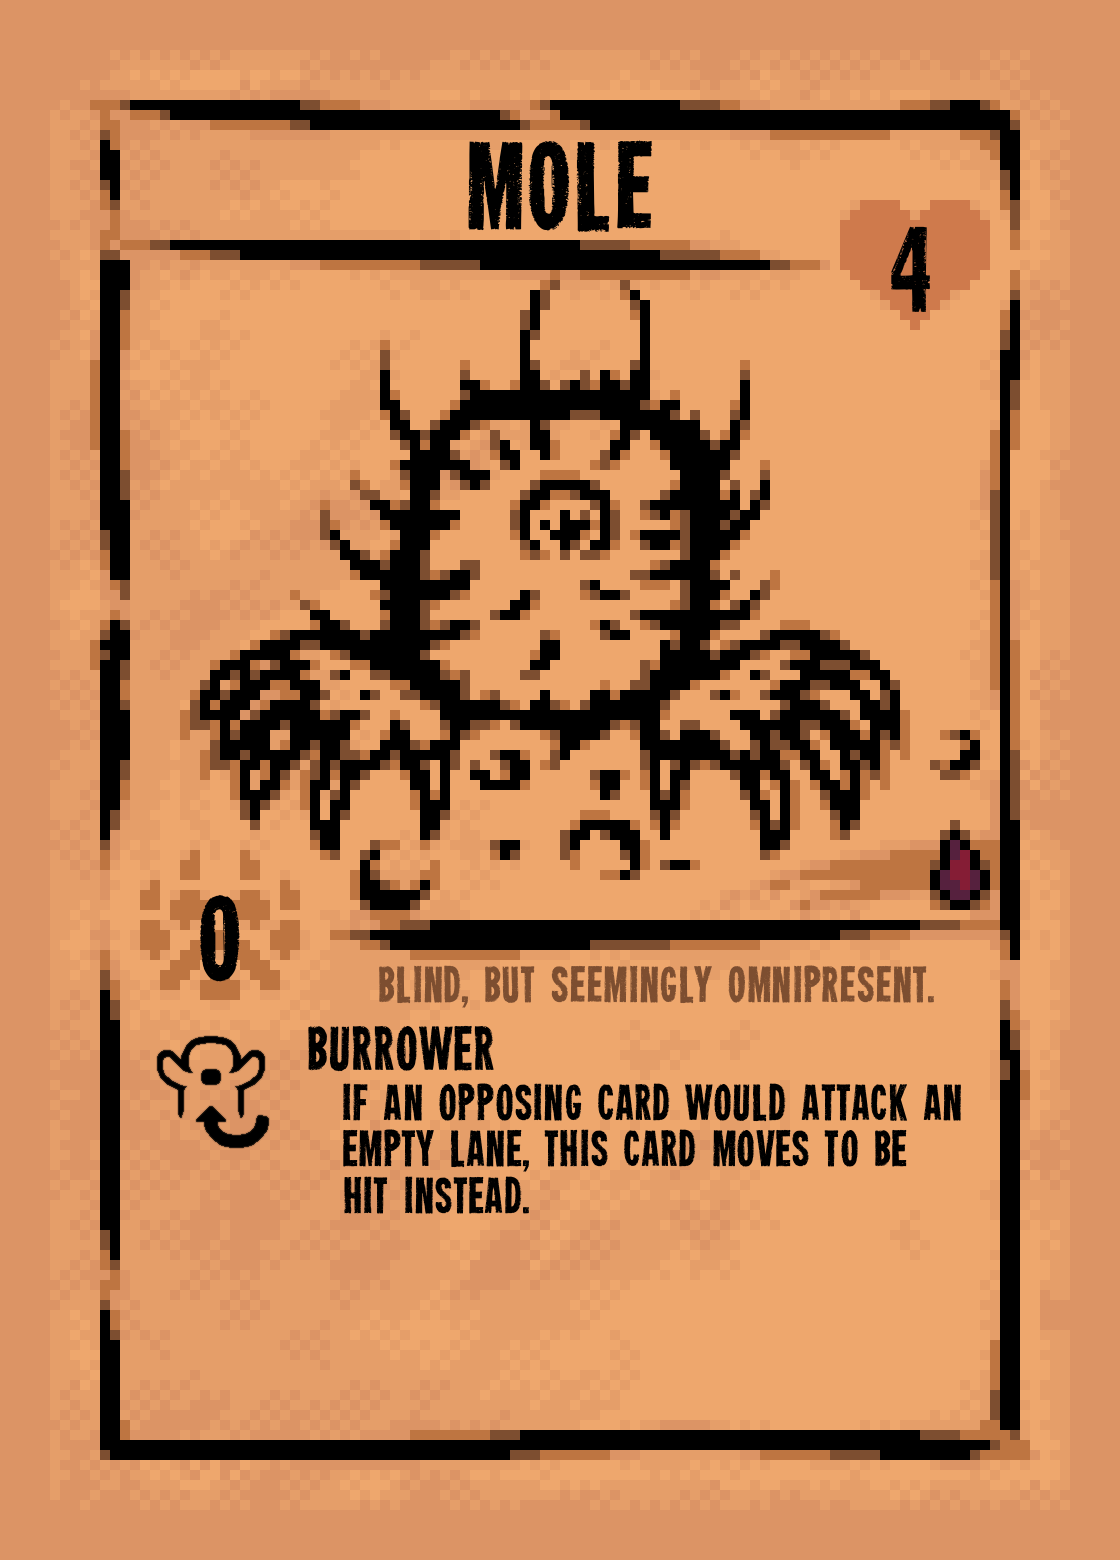 MOLE
4
0
BLIND, BUT SEEMINGLY OMNIPRESENT.
BURROWER
IF AN OPPOSING CARD WOULD ATTACK AN
EMPTY LANE, THIS CARD MOVES TO BE
HIT INSTEAD.